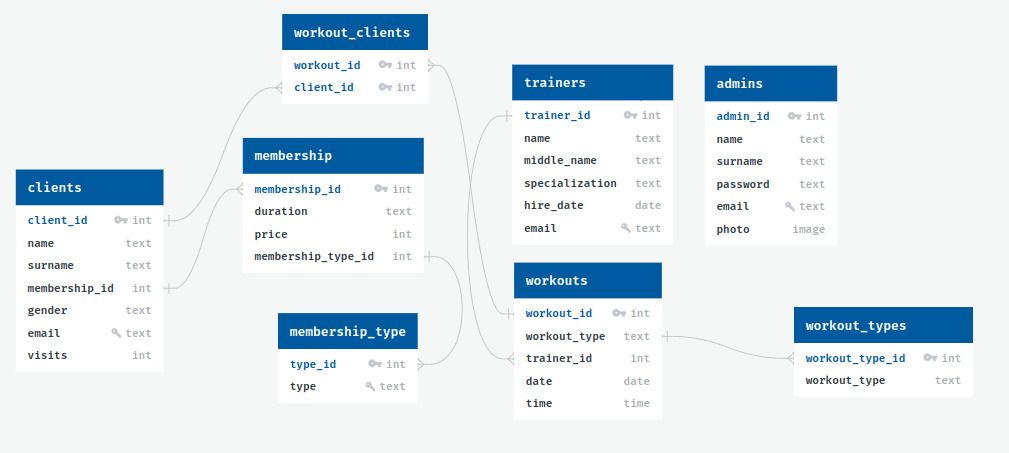 workout_clients
workout_id int
client_id int
trainers
trainer_id int
name text
middle_name text
specialization text
hire_date date
email text
admins
admin_id int
name text
surname text
password text
email text
photo image
membership
membership_id int
duration text
price int
membership_type_id int
clients
client_id int
name text
surname text
membership_id int
gender text
email text
visits int
workouts
workout_id int
workout_type text
trainer_id int
date date
time time
membership_type
type_id int
type text
workout_types
workout_type_id int
workout_type text